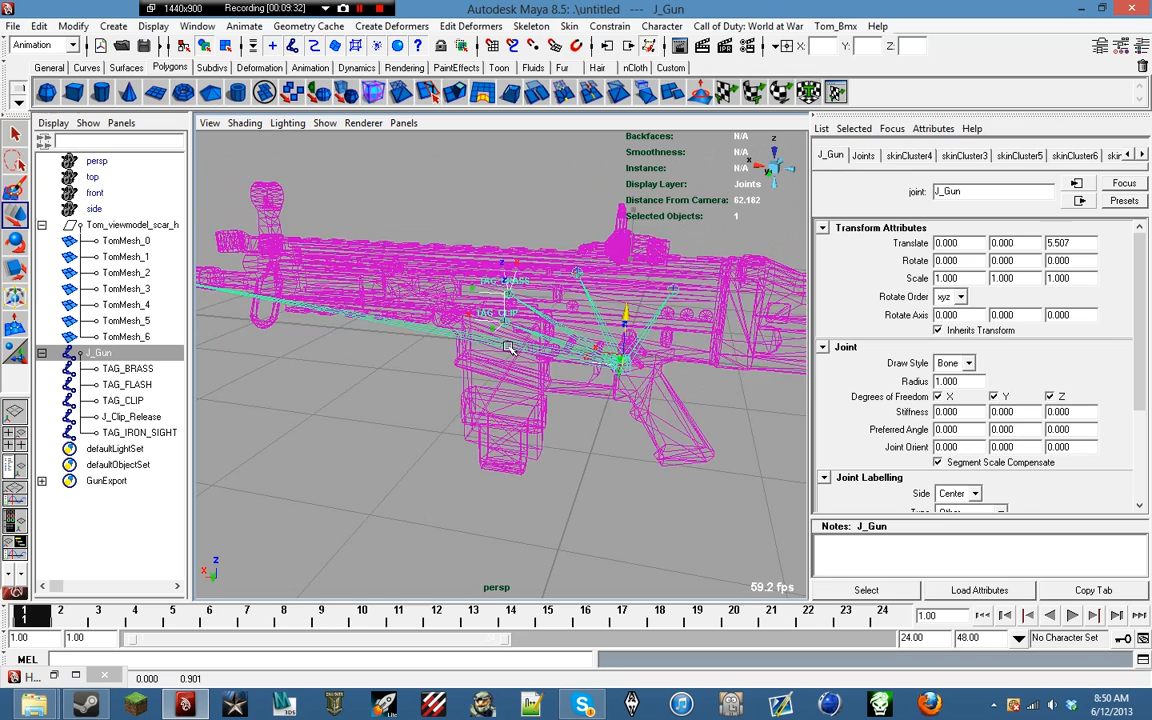 1440x900 Recording [00:09:32] Autodesk Maya 8.5: .\untitled --- J_Gun
File Edit Modify Create Display Window Animate Geometry Cache Create Deformers Edit Deformers Skeleton Skin Constrain Character Call of Duty: World at War Tom_Bmx Help
Animation X: Y: Z:
General Curves Surfaces Polygons Subdivs Deformation Animation Dynamics Rendering PaintEffects Toon Fluids Fur Hair nCloth Custom
Display Show Panels
persp
top
front
side
Tom_viewmodel_scar_h
TomMesh_0
TomMesh_1
TomMesh_2
TomMesh_3
TomMesh_4
TomMesh_5
TomMesh_6
J_Gun
TAG_BRASS
TAG_FLASH
TAG_CLIP
J_Clip_Release
TAG_IRON_SIGHT
defaultLightSet
defaultObjectSet
GunExport
View Shading Lighting Show Renderer Panels
Backfaces: N/A
Smoothness: N/A
Instance: N/A
Display Layer: Joints
Distance From Camera: 62.182
Selected Objects: 1
TAG_BRASS
TAG_CLIP
persp
59.2 fps
List Selected Focus Attributes Help
J_Gun Joints skinCluster4 skinCluster3 skinCluster5 skinCluster6 skir
joint: J_Gun Focus
Presets
Transform Attributes
Translate 0.000 0.000 5.507
Rotate 0.000 0.000 0.000
Scale 1.000 1.000 1.000
Rotate Order xyz
Rotate Axis 0.000 0.000 0.000
Inherits Transform
Joint
Draw Style Bone
Radius 1.000
Degrees of Freedom X Y Z
Stiffness 0.000 0.000 0.000
Preferred Angle 0.000 0.000 0.000
Joint Orient 0.000 0.000 0.000
Segment Scale Compensate
Joint Labelling
Side Center
Notes: J_Gun
Select Load Attributes Copy Tab
1 2 3 4 5 6 7 8 9 10 11 12 13 14 15 16 17 18 19 20 21 22 23 24 1.00
1
1.00 1.00 24.00 48.00 No Character Set
MEL
H... 0.000 0.901
8:50 AM
6/12/2013